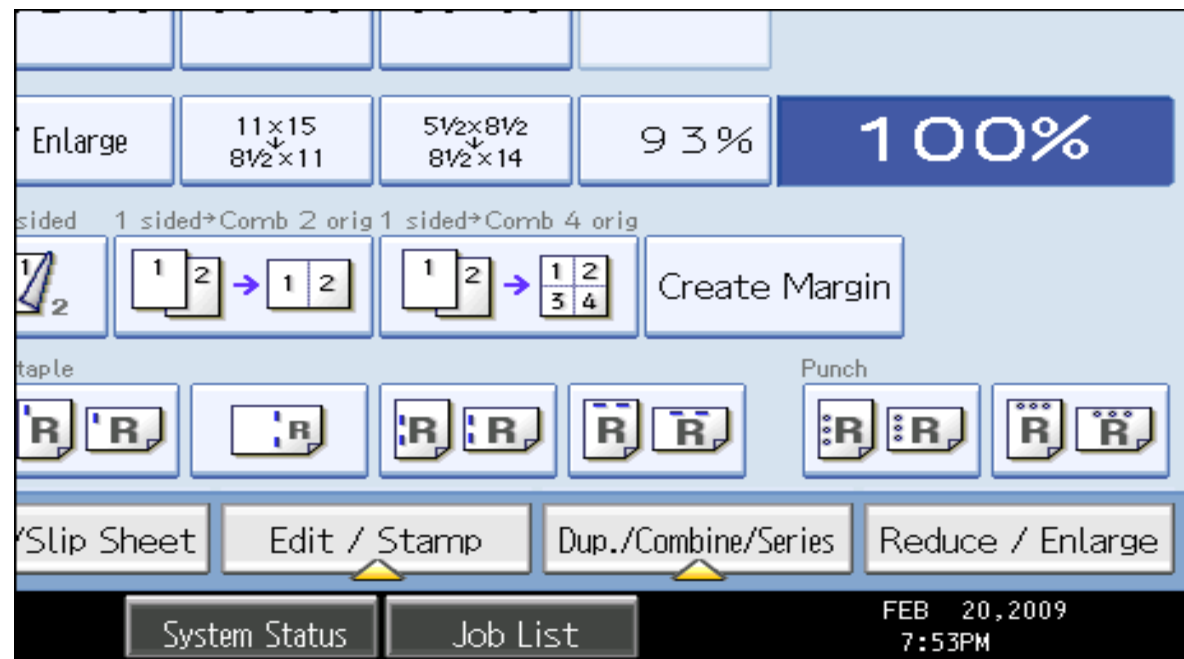 Enlarge
11×15
↓
8½×11
5½×8½
↓
8½×14
93%
100%
sided
1 sided→Comb 2 orig
1 sided→Comb 4 orig
1
2
1 2 → 1 2
1 2 → 1 2
3 4
Create Margin
taple
Punch
R R
R
R R
R R
R R
R R
/Slip Sheet
Edit / Stamp
Dup./Combine/Series
Reduce / Enlarge
System Status
Job List
FEB 20,2009
7:53PM